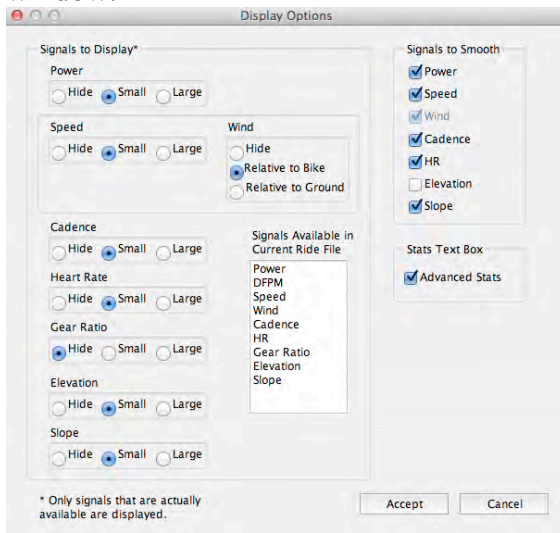 Display Options
Signals to Display*
Power
Hide Small Large
Speed
Hide Small Large
Wind
Hide
Relative to Bike
Relative to Ground
Cadence
Hide Small Large
Heart Rate
Hide Small Large
Gear Ratio
Hide Small Large
Elevation
Hide Small Large
Slope
Hide Small Large
Signals Available in
Current Ride File
Power
DFPM
Speed
Wind
Cadence
HR
Gear Ratio
Elevation
Slope
Signals to Smooth
Power
Speed
Wind
Cadence
HR
Elevation
Slope
Stats Text Box
Advanced Stats
* Only signals that are actually
available are displayed.
Accept
Cancel